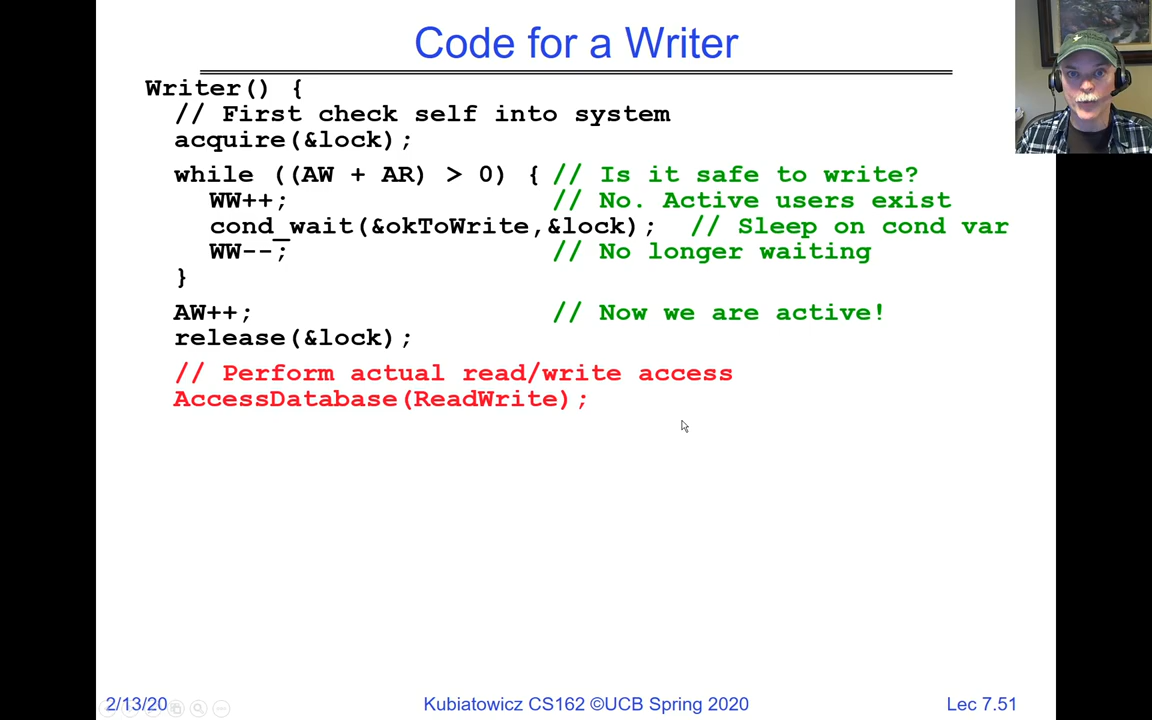 Code for a Writer
Writer() {
// First check self into system
acquire(&lock);
while ((AW + AR) > 0) { // Is it safe to write?
WW++; // No. Active users exist
cond_wait(&okToWrite,&lock); // Sleep on cond var
WW--; // No longer waiting
}
AW++; // Now we are active!
release(&lock);
// Perform actual read/write access
AccessDatabase(ReadWrite);
2/13/20 Kubiatowicz CS162 ©UCB Spring 2020 Lec 7.51